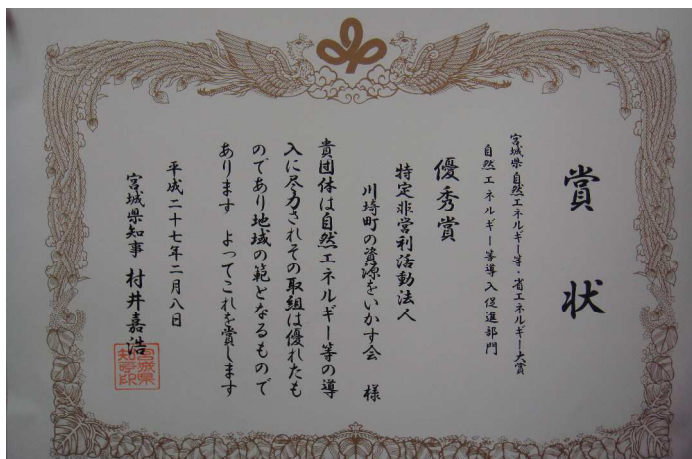 賞状
宮城県自然エネルギー等・省エネルギー大賞
自然エネルギー等導入促進部門
優秀賞
特定非営利活動法人
川埼町の資源をいかす会 様
貴団体は自然エネルギー等の導
入に尽力されその取組は優れたも
のであり地域の範となるもので
あります よってこれを賞します
平成二十七年二月八日
宮城県知事 村井嘉浩
宮城県
知事印